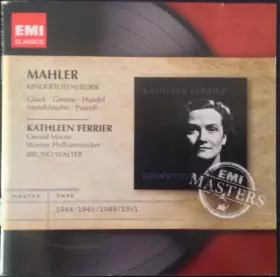 EMI
CLASSICS
MAHLER
KINDERTOTENLIEDER
Gluck · Greene · Handel
Mendelssohn · Purcell
KATHLEEN FERRIER
Gerald Moore
Wiener Philharmoniker
BRUNO WALTER
master tape
1944/1945/1949/1951
KATHLEEN FERRIER
KINDERTOTENLIEDER
EMI
MASTERS